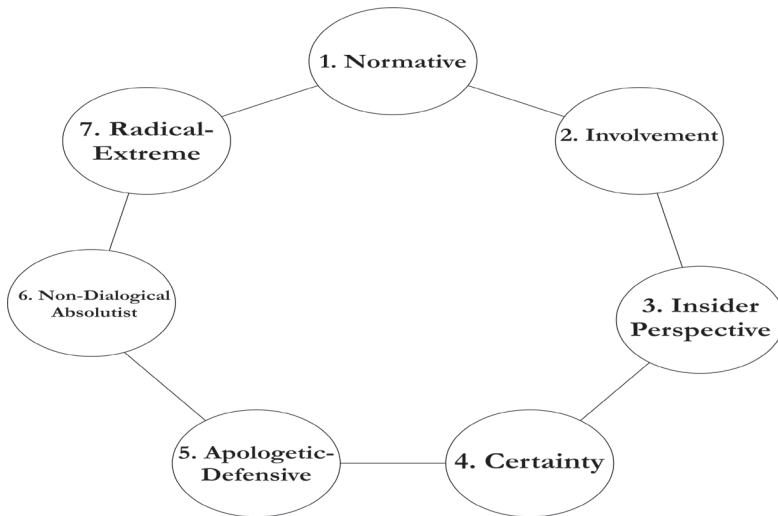 1. Normative
2. Involvement
3. Insider
Perspective
4. Certainty
5. Apologetic-
Defensive
6. Non-Dialogical
Absolutist
7. Radical-
Extreme